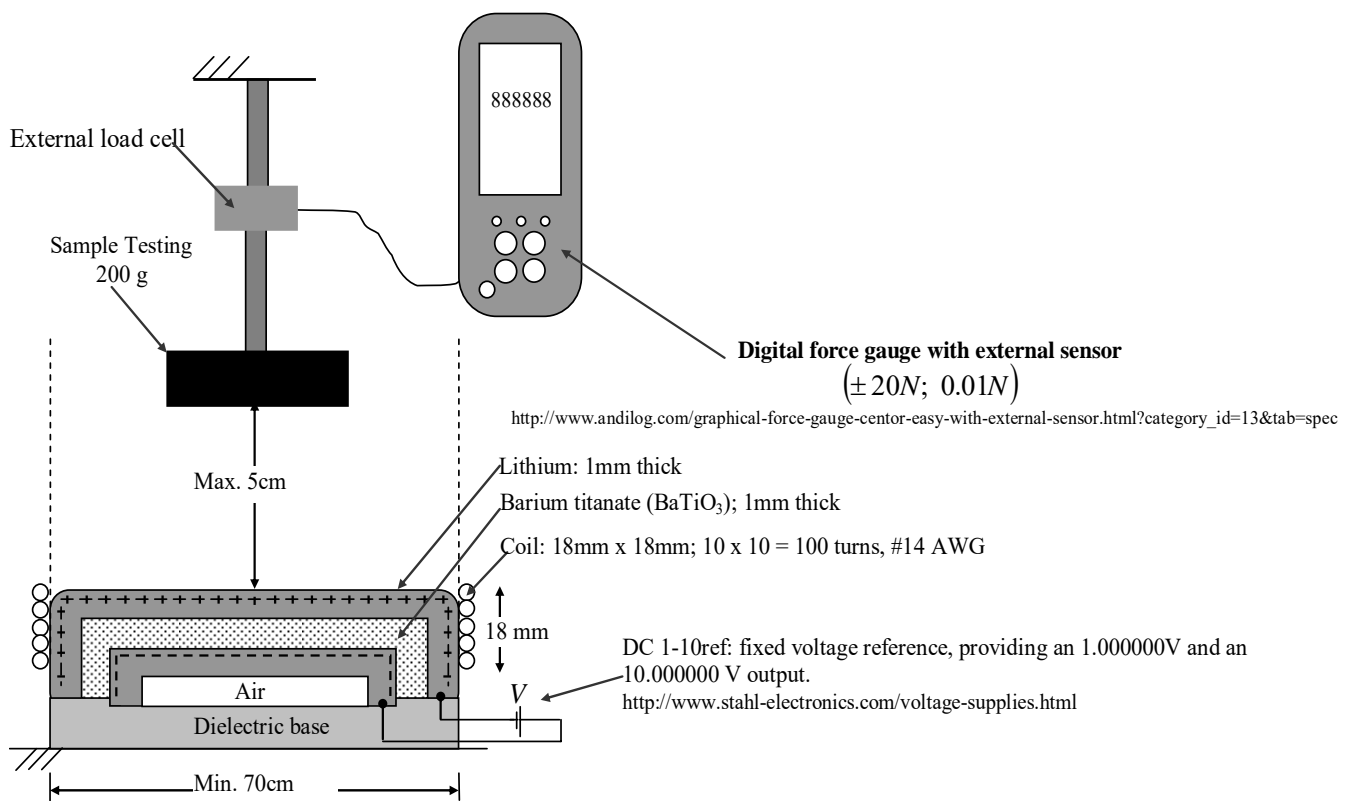 888888
External load cell
Sample Testing
200 g
Digital force gauge with external sensor
(± 20N; 0.01N)
http://www.andilog.com/graphical-force-gauge-centor-easy-with-external-sensor.html?category_id=13&tab=spec
Lithium: 1mm thick
Max. 5cm
Barium titanate (BaTiO₃); 1mm thick
Coil: 18mm x 18mm; 10 x 10 = 100 turns, #14 AWG
18 mm
DC 1-10ref: fixed voltage reference, providing an 1.000000V and an
10.000000 V output.
http://www.stahl-electronics.com/voltage-supplies.html
V
Air
Dielectric base
Min. 70cm